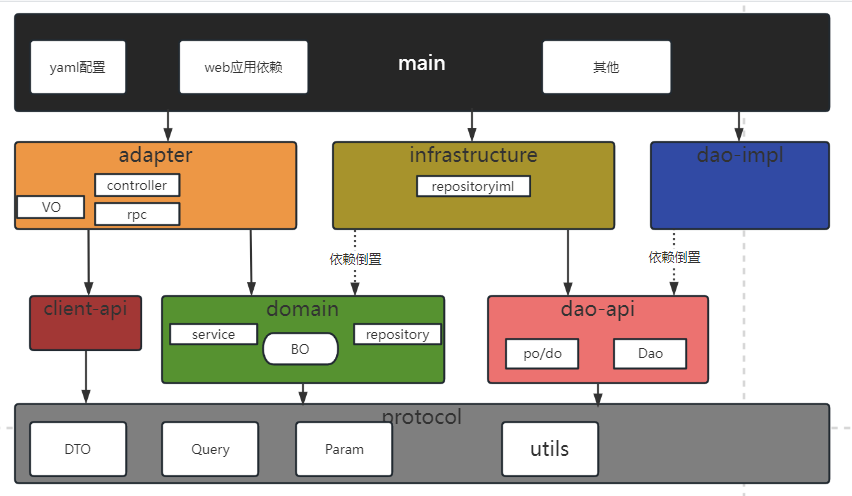 yaml配置
web应用依赖
main
其他
adapter
infrastructure
dao-impl
controller
repositoryiml
VO
rpc
依赖倒置
依赖倒置
client-api
domain
dao-api
service
repository
BO
po/do
Dao
protocol
DTO
Query
Param
utils